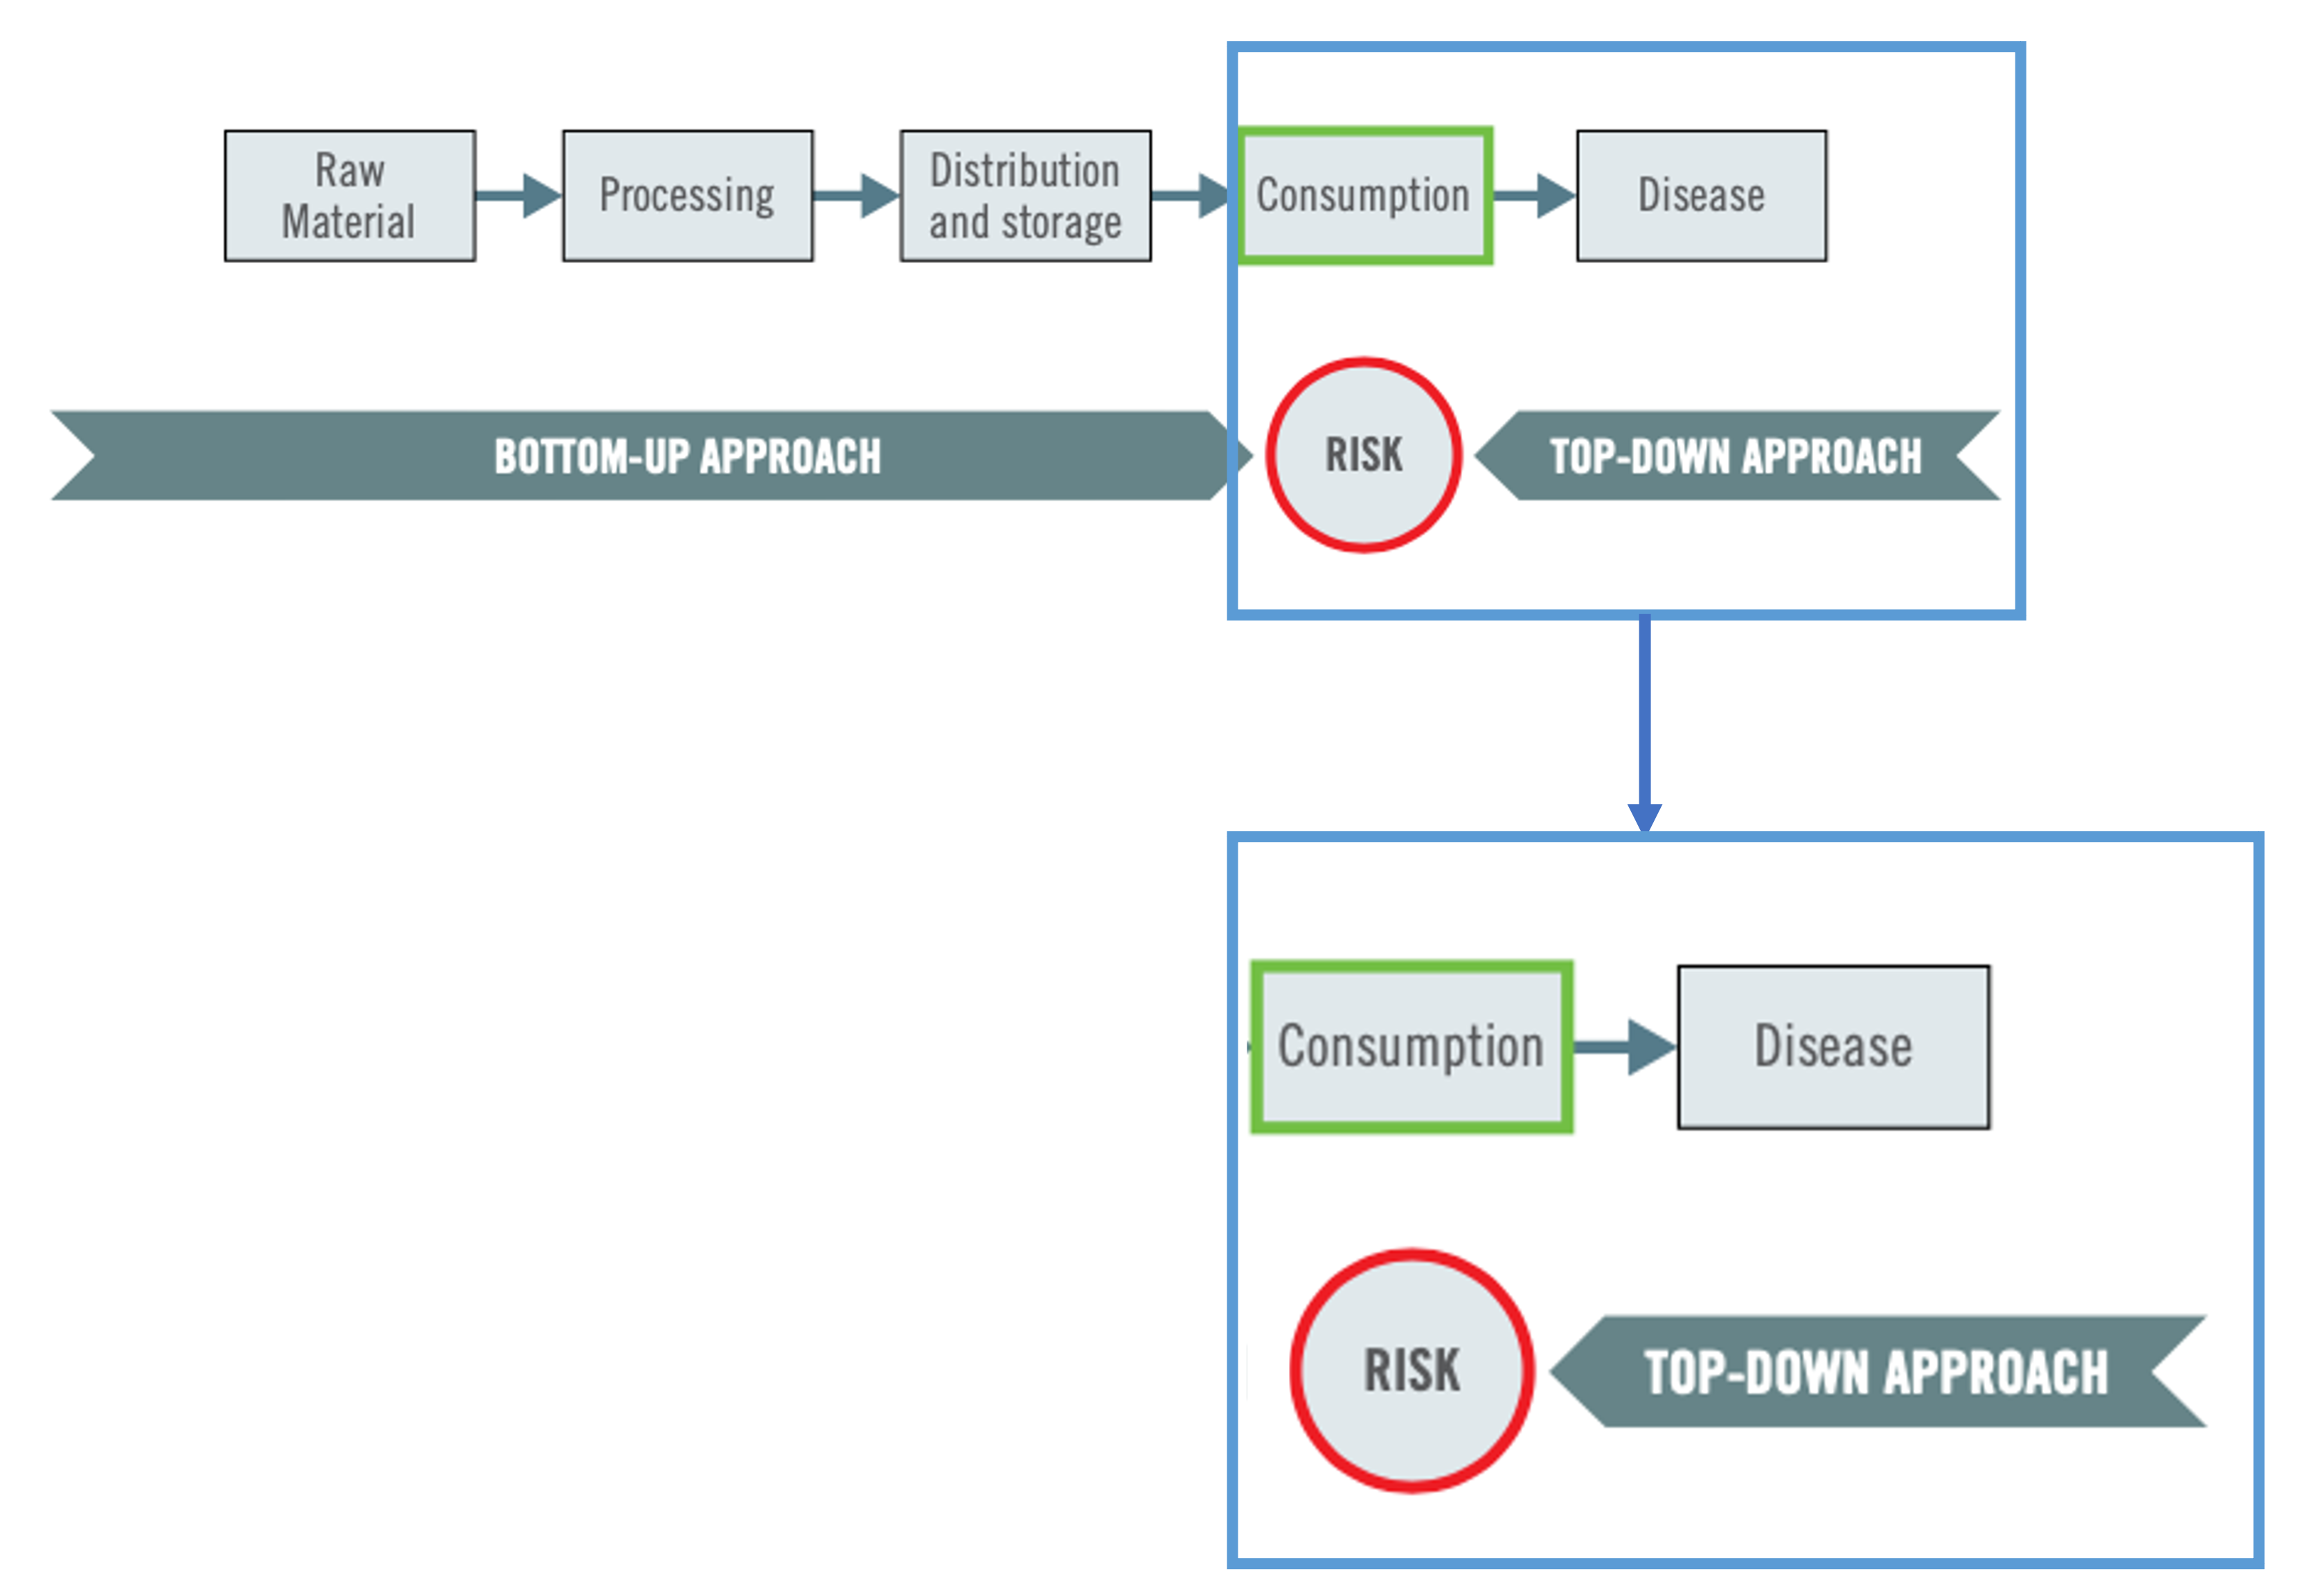 Raw
Material
Processing
Distribution
and storage
Consumption
Disease
BOTTOM-UP APPROACH
RISK
TOP-DOWN APPROACH
Consumption
Disease
RISK
TOP-DOWN APPROACH